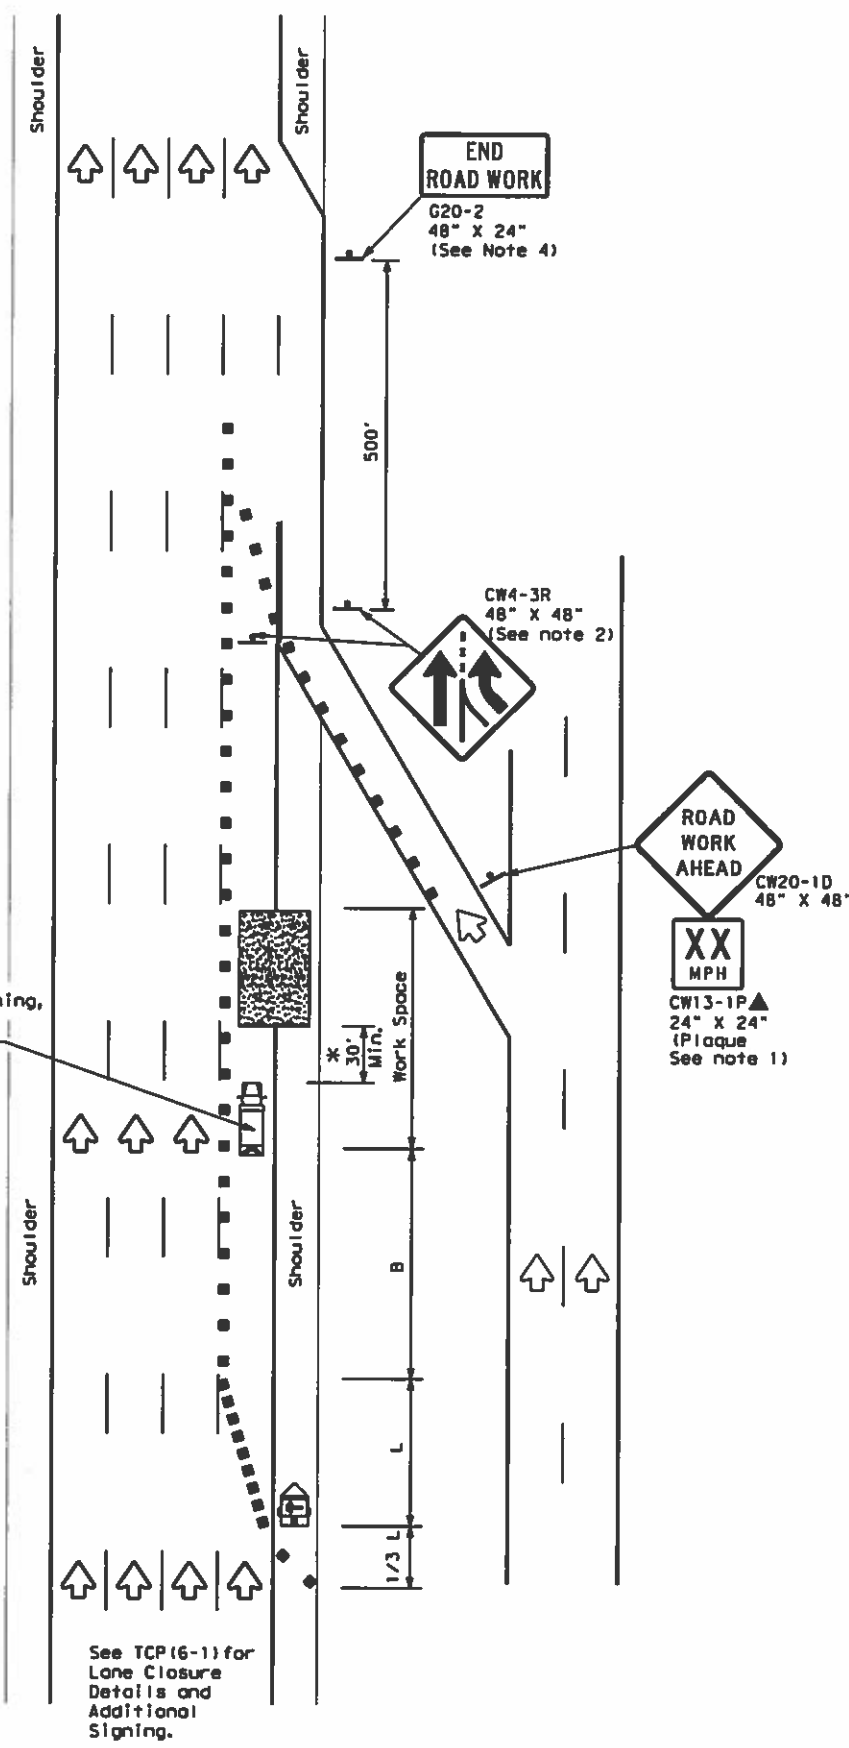 Shoulder
Shoulder
END
ROAD WORK
G20-2
48" X 24"
(See Note 4)
500'
CW4-3R
48" X 48"
(See note 2)
ROAD
WORK
AHEAD
CW20-1D
48" X 48"
XX
MPH
CW13-1P▲
24" X 24"
(Plaque
See note 1)
*
30'
Min.
Work Space
Shoulder
Shoulder
B
L
1/3 L
See TCP(6-1)for
Lane Closure
Details and
Additional
Signing.